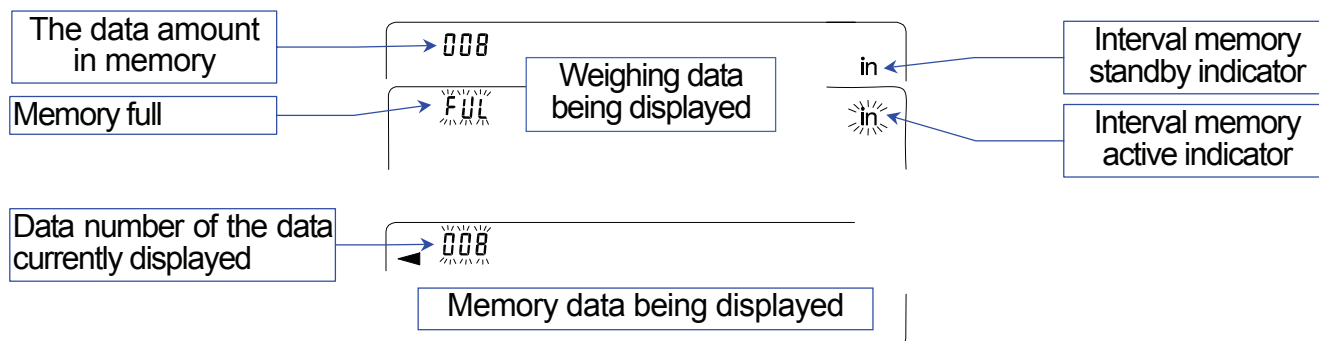 The data amount
in memory
008
Weighing data
being displayed
in
Interval memory
standby indicator
Memory full
FUL
in
Interval memory
active indicator
Data number of the data
currently displayed
008
Memory data being displayed